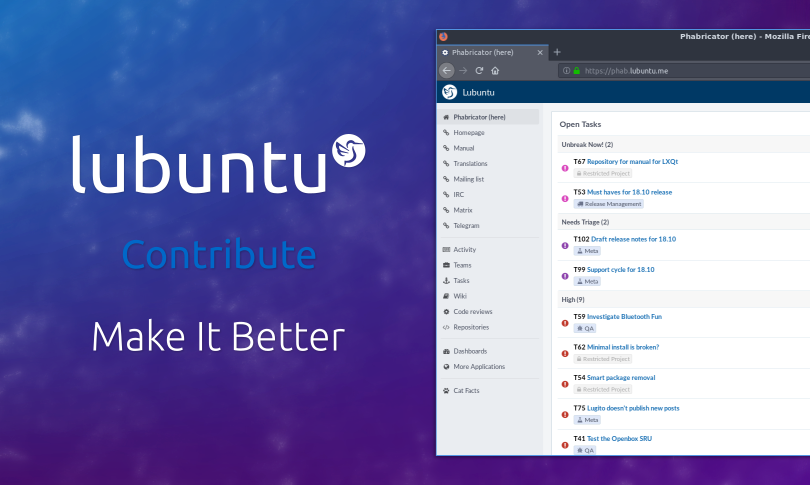 lubuntu
Contribute
Make It Better
Phabricator (here) - Mozilla Fire
Phabricator (here)
https://phab.lubuntu.me
Lubuntu
Phabricator (here)
Homepage
Manual
Translations
Mailing list
IRC
Matrix
Telegram
Activity
Teams
Tasks
Wiki
Code reviews
Repositories
Dashboards
More Applications
Cat Facts
Open Tasks
Unbreak Now! (2)
T67 Repository for manual for LXQt
Restricted Project
T53 Must haves for 18.10 release
Release Management
Needs Triage (2)
T102 Draft release notes for 18.10
Meta
T99 Support cycle for 18.10
Meta
High (9)
T59 Investigate Bluetooth Fun
QA
T62 Minimal install is broken?
Restricted Project
T54 Smart package removal
Restricted Project
T75 Lugito doesn't publish new posts
Meta
T41 Test the Openbox SRU
QA